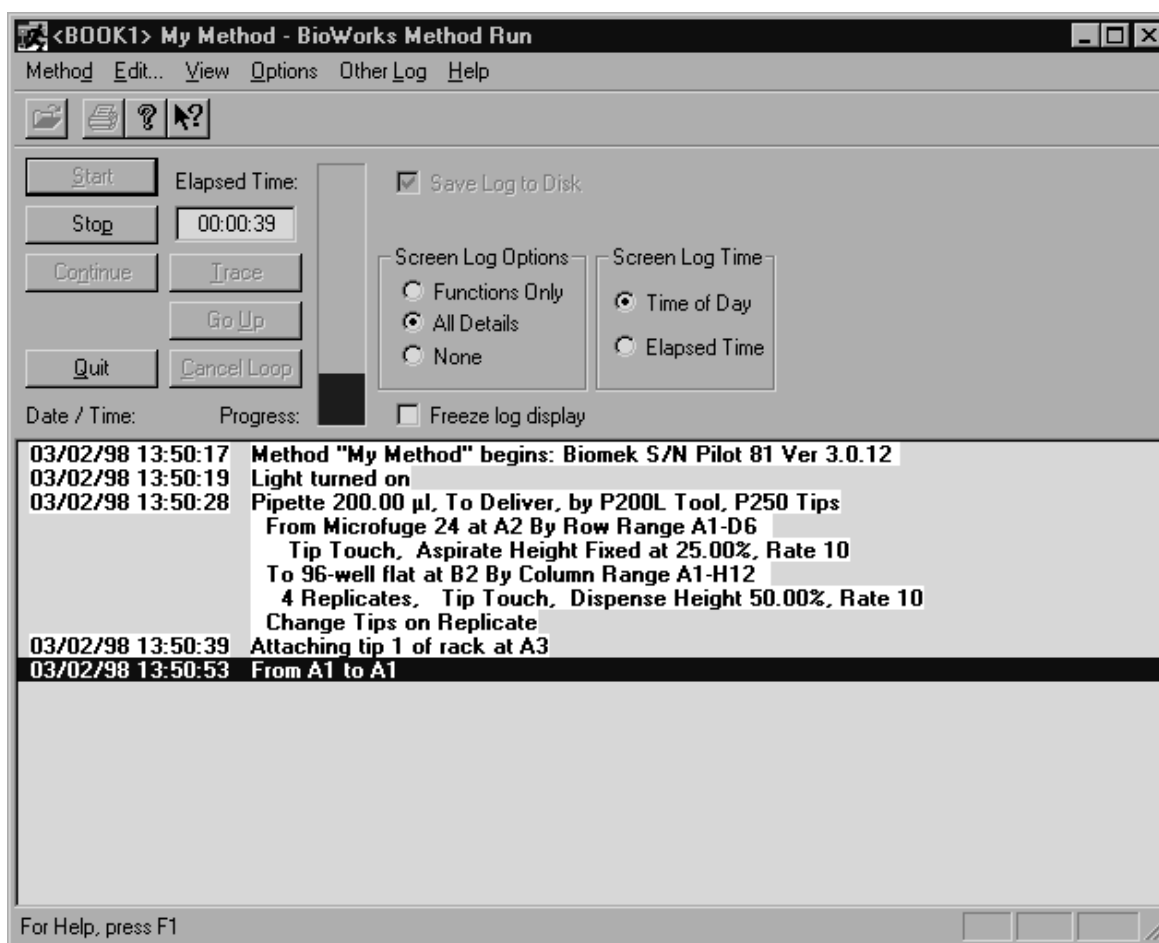 <BOOK1> My Method - BioWorks Method Run
Method Edit... View Options Other Log Help
Start
Elapsed Time:
Save Log to Disk
Stop
00:00:39
Continue
Trace
Screen Log Options
Screen Log Time
Functions Only
Time of Day
Go Up
All Details
Elapsed Time
None
Quit
Cancel Loop
Date / Time:
Progress:
Freeze log display
03/02/98 13:50:17 Method "My Method" begins: Biomek S/N Pilot 81 Ver 3.0.12
03/02/98 13:50:19 Light turned on
03/02/98 13:50:28 Pipette 200.00 µl, To Deliver, by P200L Tool, P250 Tips
From Microfuge 24 at A2 By Row Range A1-D6
Tip Touch, Aspirate Height Fixed at 25.00%, Rate 10
To 96-well flat at B2 By Column Range A1-H12
4 Replicates, Tip Touch, Dispense Height 50.00%, Rate 10
Change Tips on Replicate
03/02/98 13:50:39 Attaching tip 1 of rack at A3
03/02/98 13:50:53 From A1 to A1
For Help, press F1